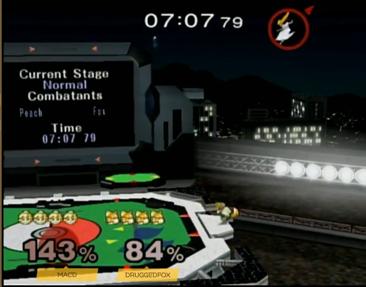 07:07 79
Current Stage
Normal
Combatants
Peach Fox
Time
07:07 79
143% 84%
MACD DRUGGEDFOX